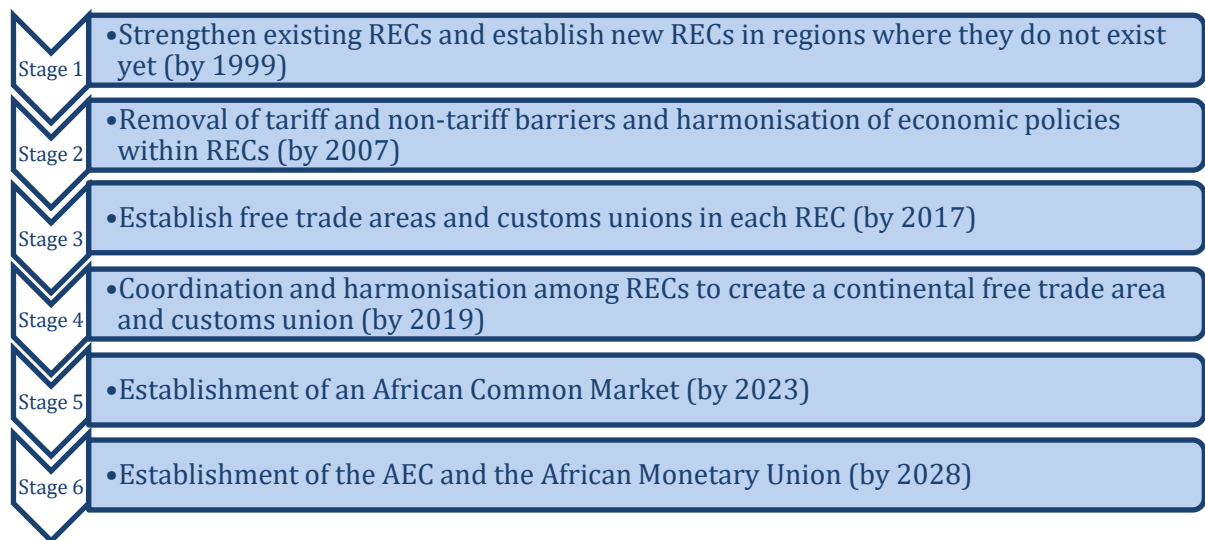 Stage 1
•Strengthen existing RECs and establish new RECs in regions where they do not exist
yet (by 1999)
Stage 2
•Removal of tariff and non-tariff barriers and harmonisation of economic policies
within RECs (by 2007)
Stage 3
•Establish free trade areas and customs unions in each REC (by 2017)
Stage 4
•Coordination and harmonisation among RECs to create a continental free trade area
and customs union (by 2019)
Stage 5
•Establishment of an African Common Market (by 2023)
Stage 6
•Establishment of the AEC and the African Monetary Union (by 2028)